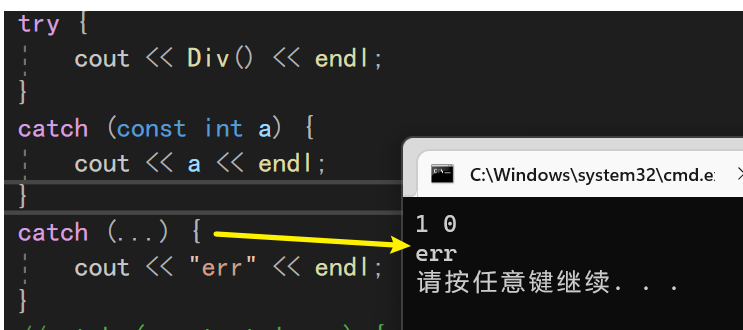 try {
cout << Div() << endl;
}
catch (const int a) {
cout << a << endl;
}
catch (...) {
cout << "err" << endl;
}
C:\Windows\system32\cmd.e
1 0
err
请按任意键继续. . .